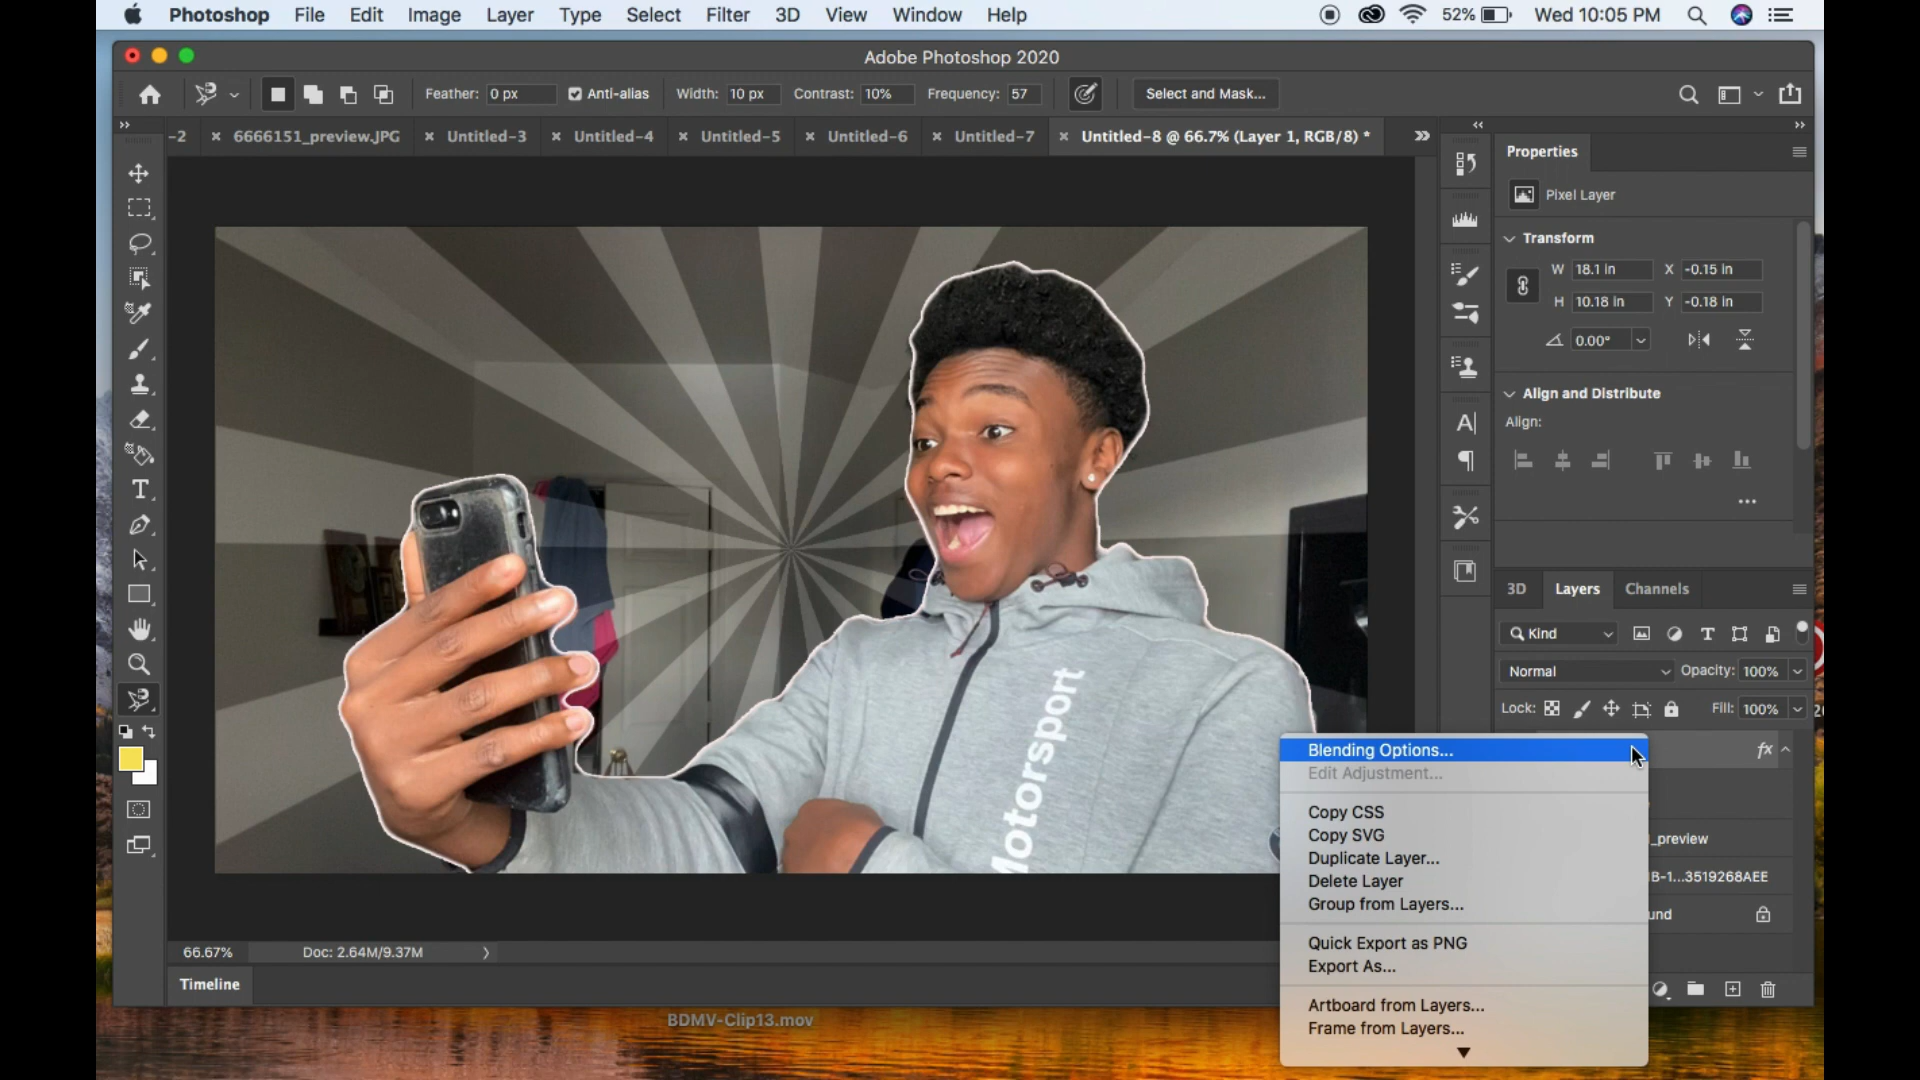 Photoshop File Edit Image Layer Type Select Filter 3D View Window Help 52% Wed 10:05 PM
Adobe Photoshop 2020
Feather: 0 px Anti-alias Width: 10 px Contrast: 10% Frequency: 57 Select and Mask...
-2 × 6666151_preview.JPG × Untitled-3 × Untitled-4 × Untitled-5 × Untitled-6 × Untitled-7 × Untitled-8 @ 66.7% (Layer 1, RGB/8) *
Properties
Pixel Layer
Transform
W 18.1 in X -0.15 in
H 10.18 in Y -0.18 in
0.00°
Align and Distribute
Align:
3D Layers Channels
Kind
Normal Opacity: 100%
Lock: Fill: 100%
fx
_preview
B-1...3519268AEE
und
Motorsport
Blending Options...
Edit Adjustment...
Copy CSS
Copy SVG
Duplicate Layer...
Delete Layer
Group from Layers...
Quick Export as PNG
Export As...
Artboard from Layers...
Frame from Layers...
66.67% Doc: 2.64M/9.37M
Timeline
BDMV-Clip13.mov